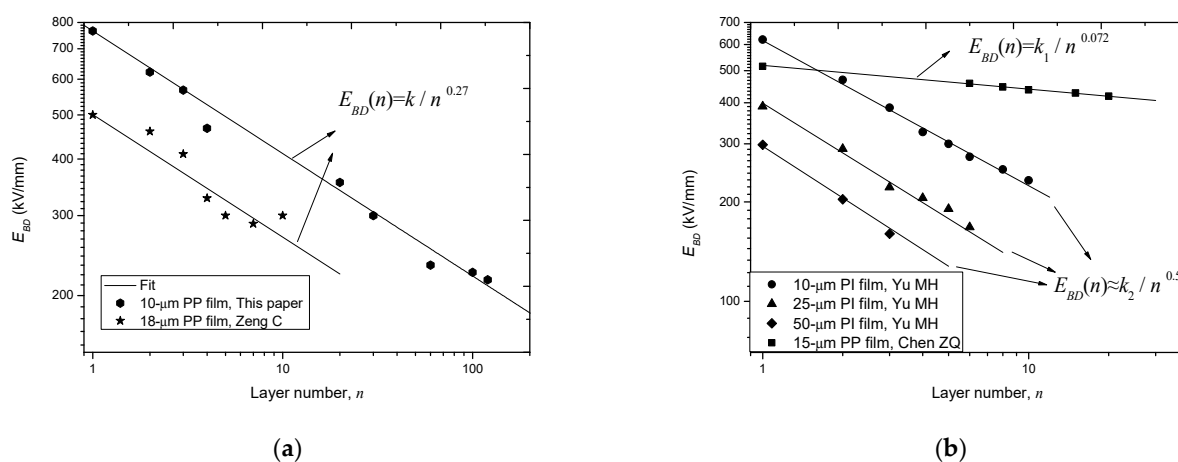 800
700
600
500
400
300
200
E_BD (kV/mm)
E_BD(n)=k / n^0.27
Fit
10-μm PP film, This paper
18-μm PP film, Zeng C
1 10 100
Layer number, n
(a)
700
600
500
400
300
200
100
E_BD (kV/mm)
E_BD(n)=k_1 / n^0.072
E_BD(n)≈k_2 / n^0.5
10-μm PI film, Yu MH
25-μm PI film, Yu MH
50-μm PI film, Yu MH
15-μm PP film, Chen ZQ
1 10
Layer number, n
(b)